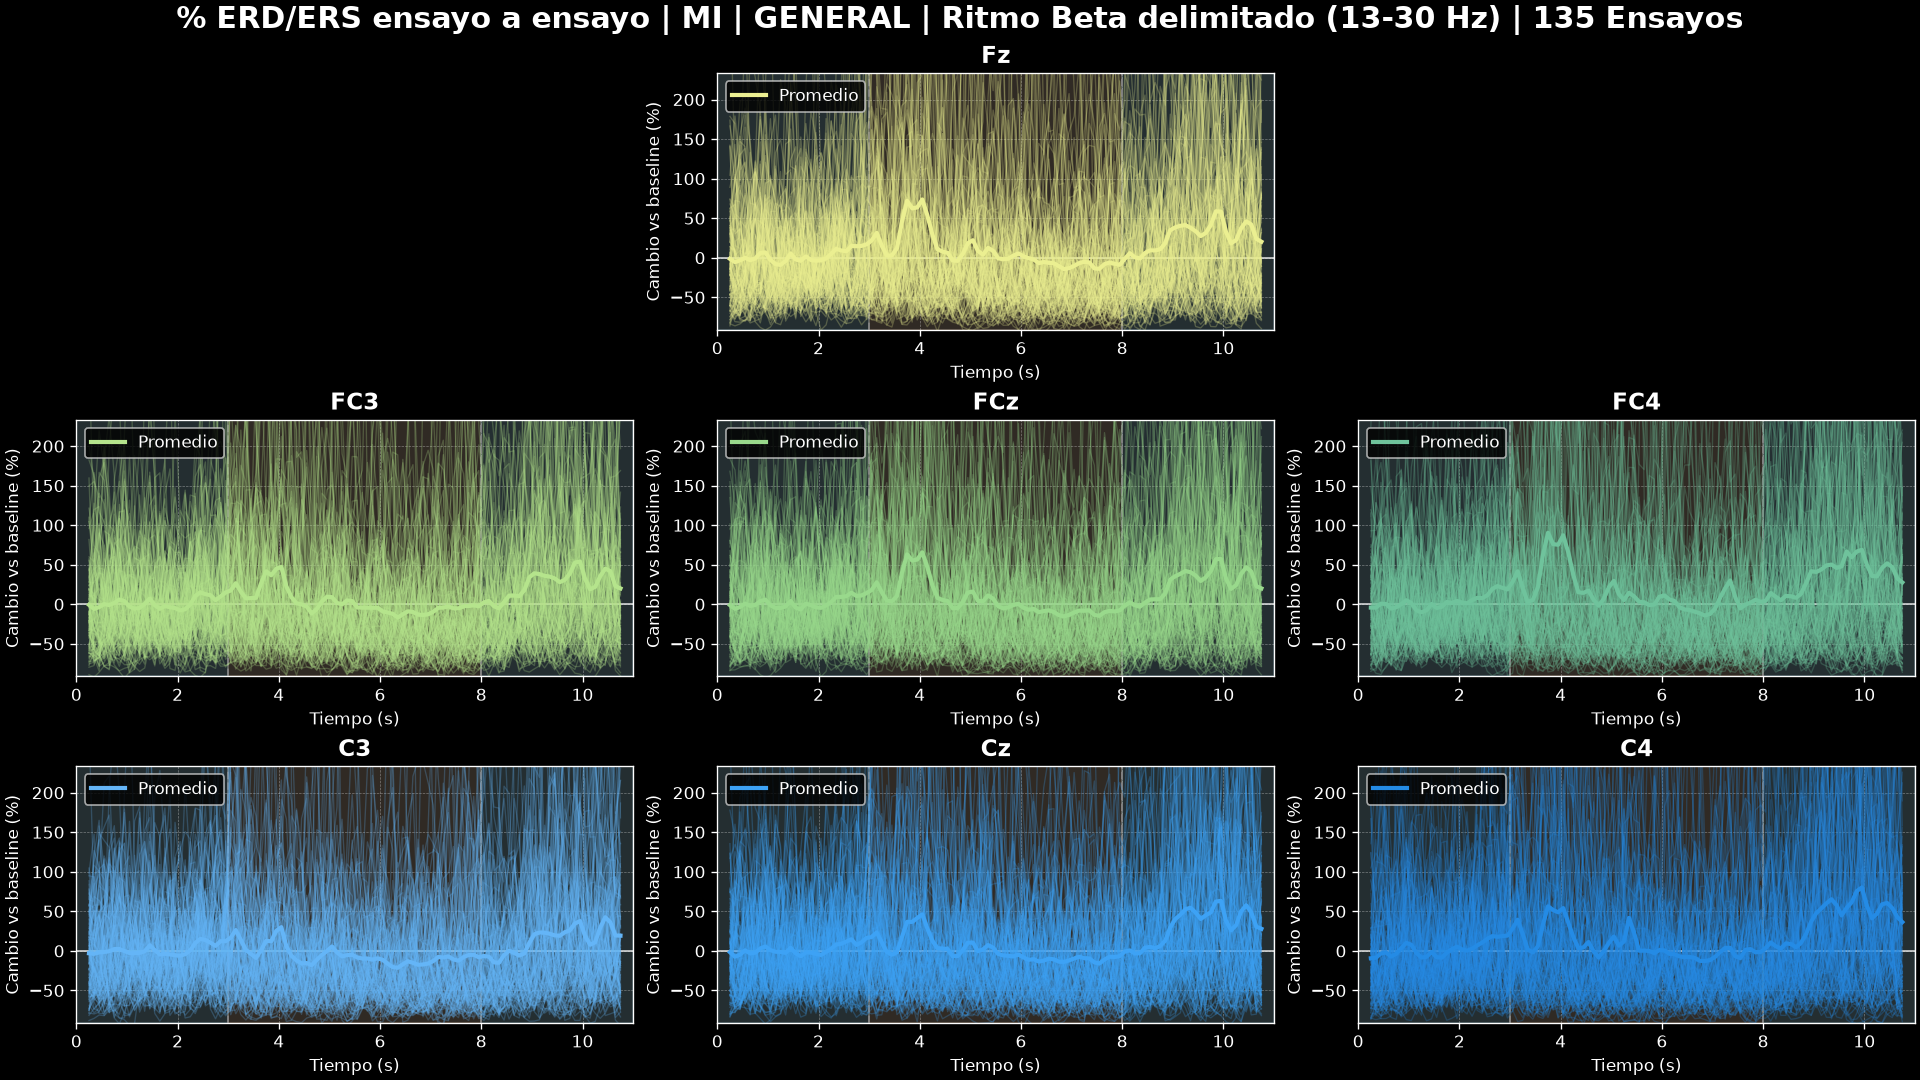 % ERD/ERS ensayo a ensayo | MI | GENERAL | Ritmo Beta delimitado (13-30 Hz) | 135 Ensayos
Fz
Promedio
Cambio vs baseline (%)
200
150
100
50
0
−50
0 2 4 6 8 10
Tiempo (s)
FC3
Promedio
Cambio vs baseline (%)
200
150
100
50
0
−50
0 2 4 6 8 10
Tiempo (s)
FCz
Promedio
Cambio vs baseline (%)
200
150
100
50
0
−50
0 2 4 6 8 10
Tiempo (s)
FC4
Promedio
Cambio vs baseline (%)
200
150
100
50
0
−50
0 2 4 6 8 10
Tiempo (s)
C3
Promedio
Cambio vs baseline (%)
200
150
100
50
0
−50
0 2 4 6 8 10
Tiempo (s)
Cz
Promedio
Cambio vs baseline (%)
200
150
100
50
0
−50
0 2 4 6 8 10
Tiempo (s)
C4
Promedio
Cambio vs baseline (%)
200
150
100
50
0
−50
0 2 4 6 8 10
Tiempo (s)